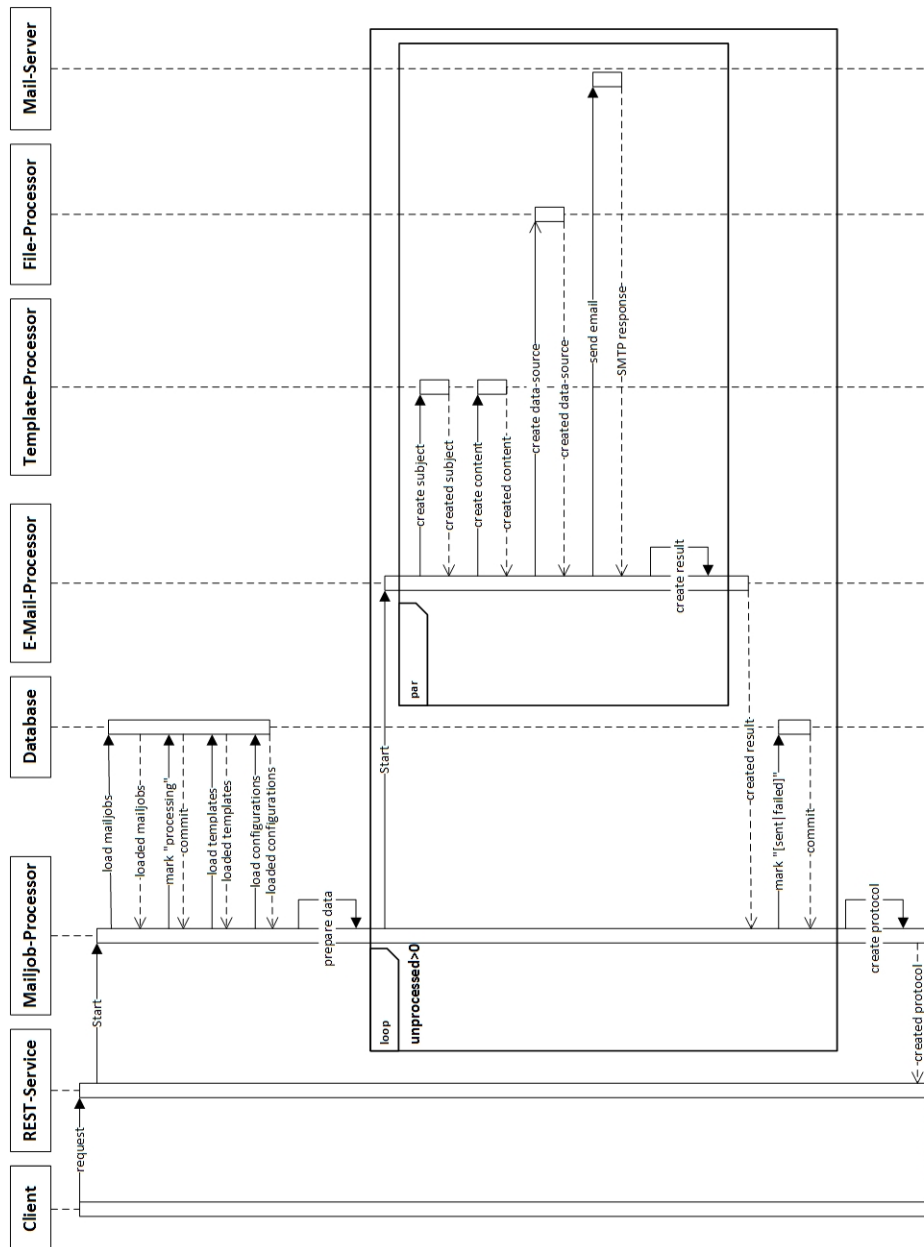 Client
REST-Service
Mailjob-Processor
Database
E-Mail-Processor
Template-Processor
File-Processor
Mail-Server
request
Start
load mailjobs
loaded mailjobs
mark "processing"
commit
load templates
loaded templates
load configurations
loaded configurations
prepare data
loop
unprocessed>0
Start
par
create subject
created subject
create content
created content
create data-source
created data-source
send email
SMTP response
create result
created result
mark "[sent|failed]"
commit
create protocol
created protocol